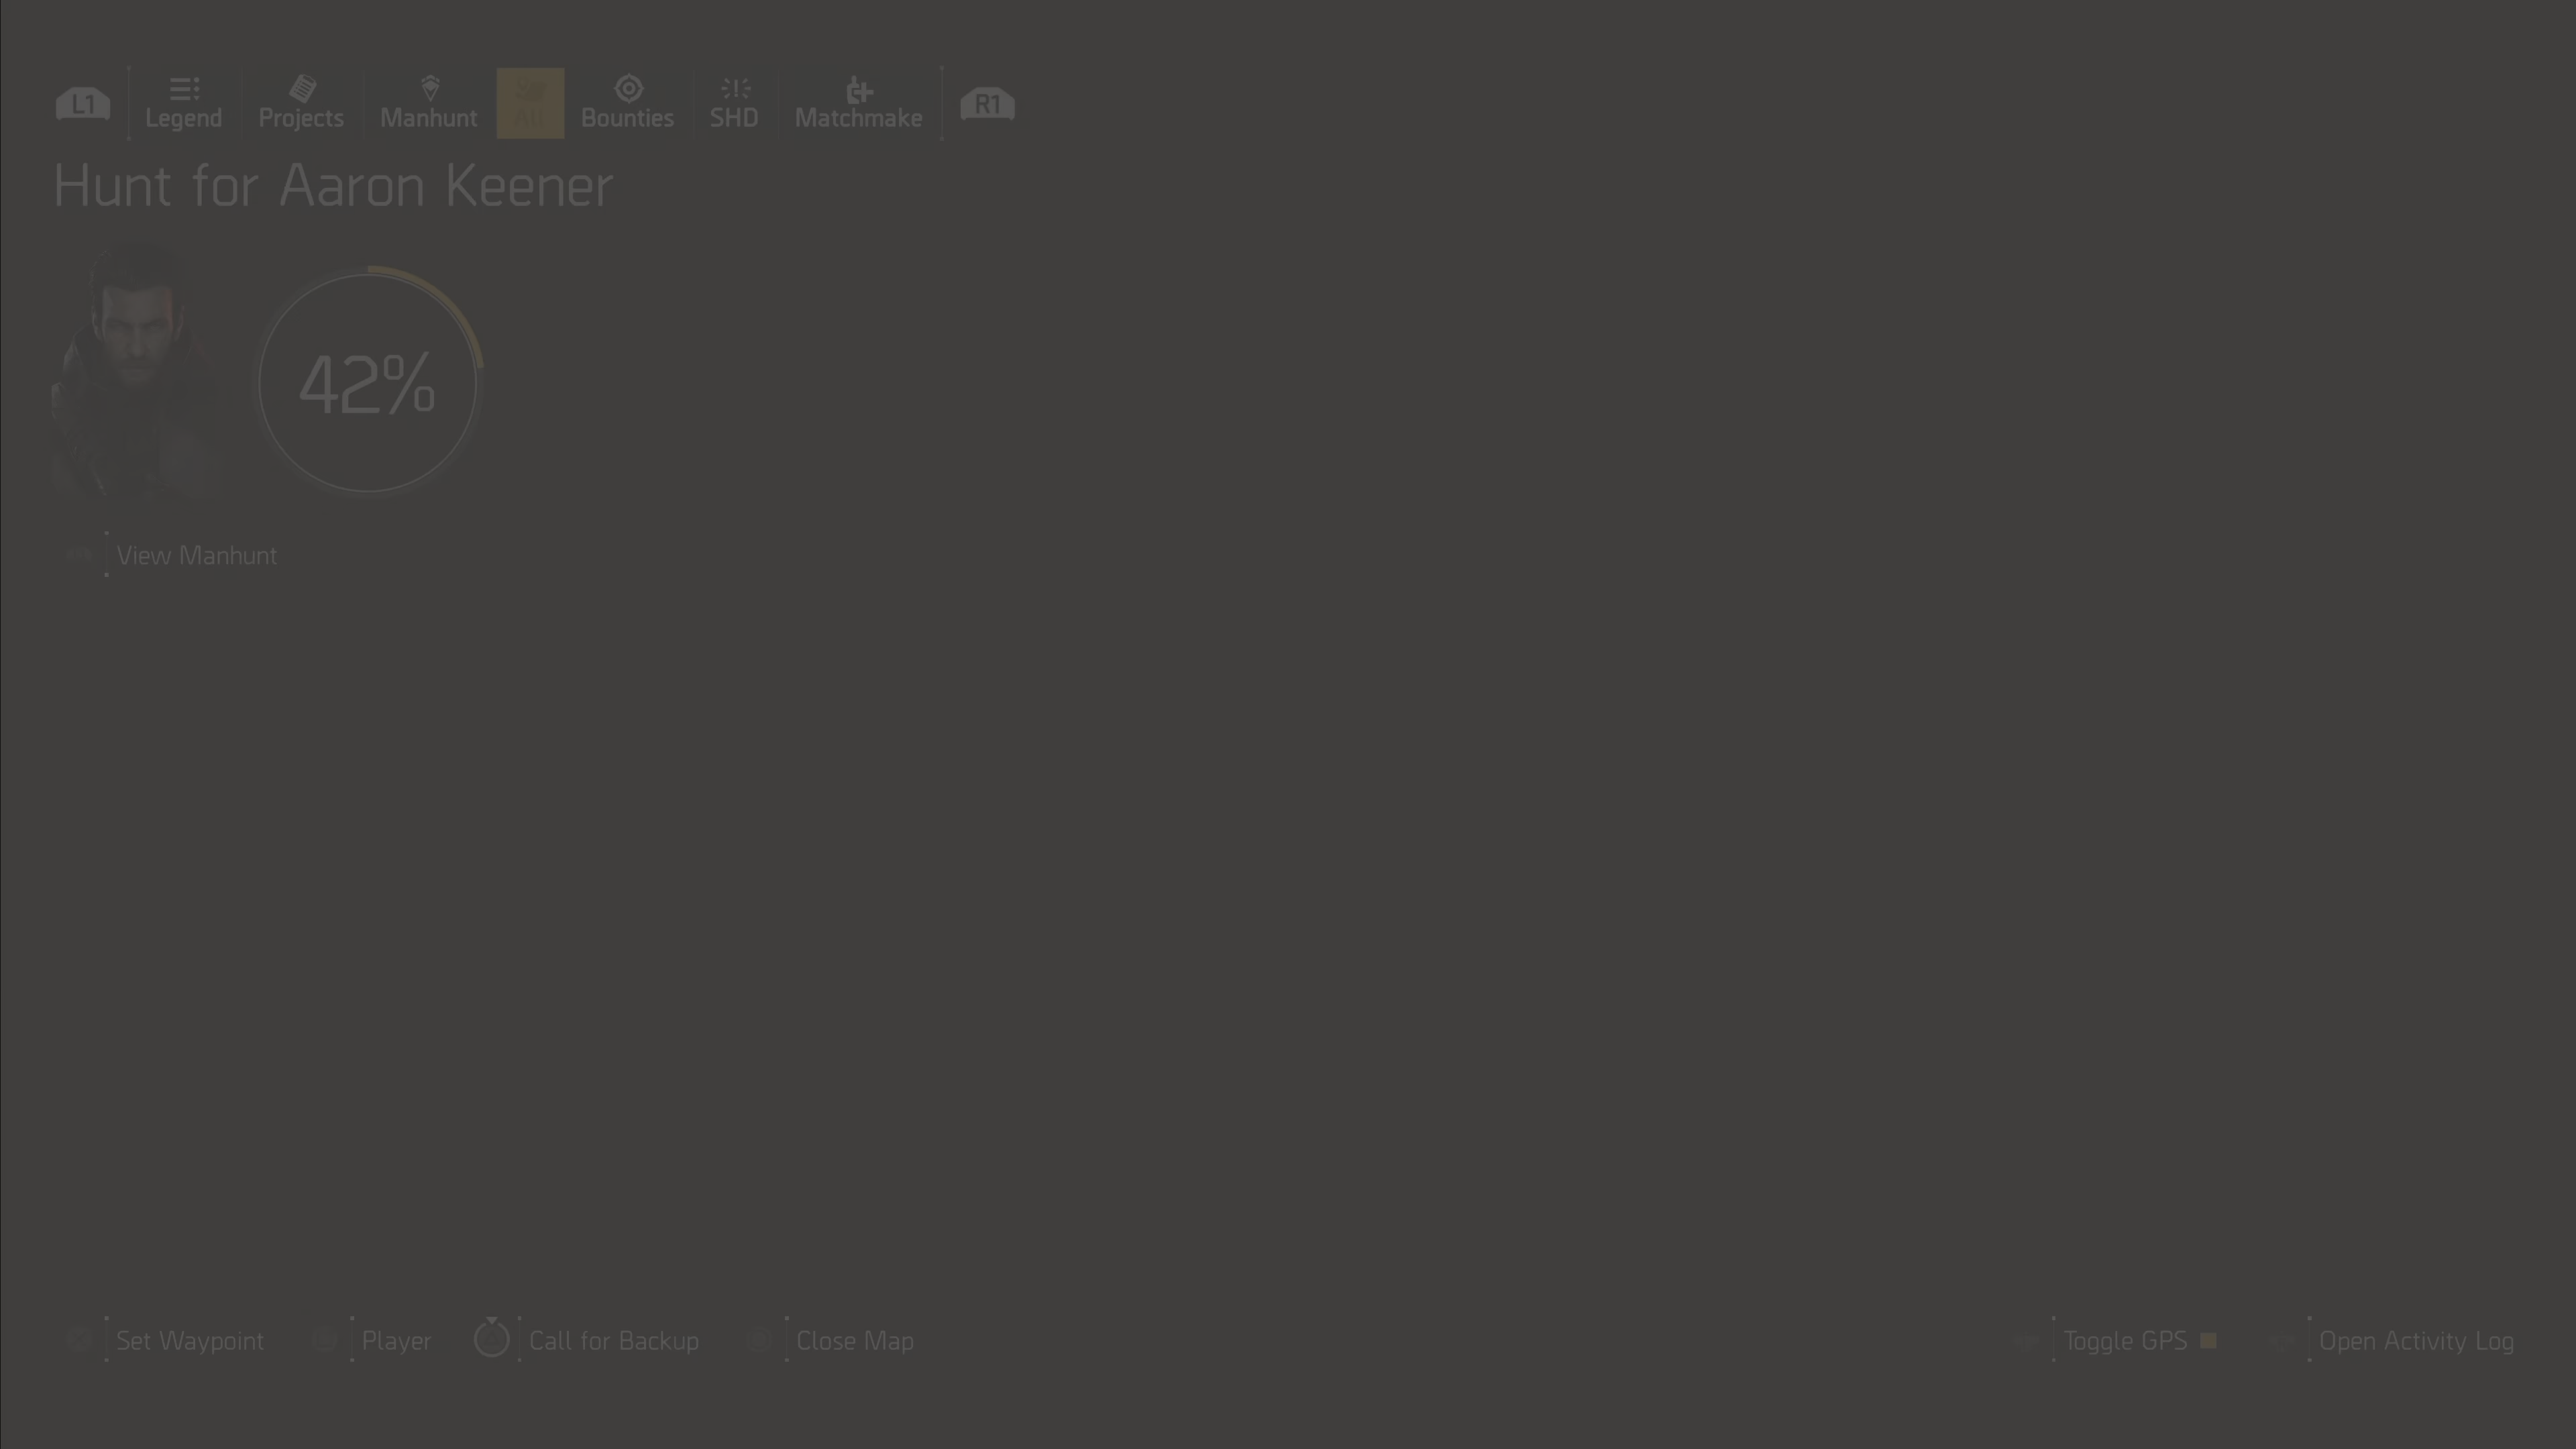 L1 Legend Projects Manhunt All Bounties SHD Matchmake R1
Hunt for Aaron Keener
42%
View Manhunt
Set Waypoint Player Call for Backup Close Map Toggle GPS Open Activity Log